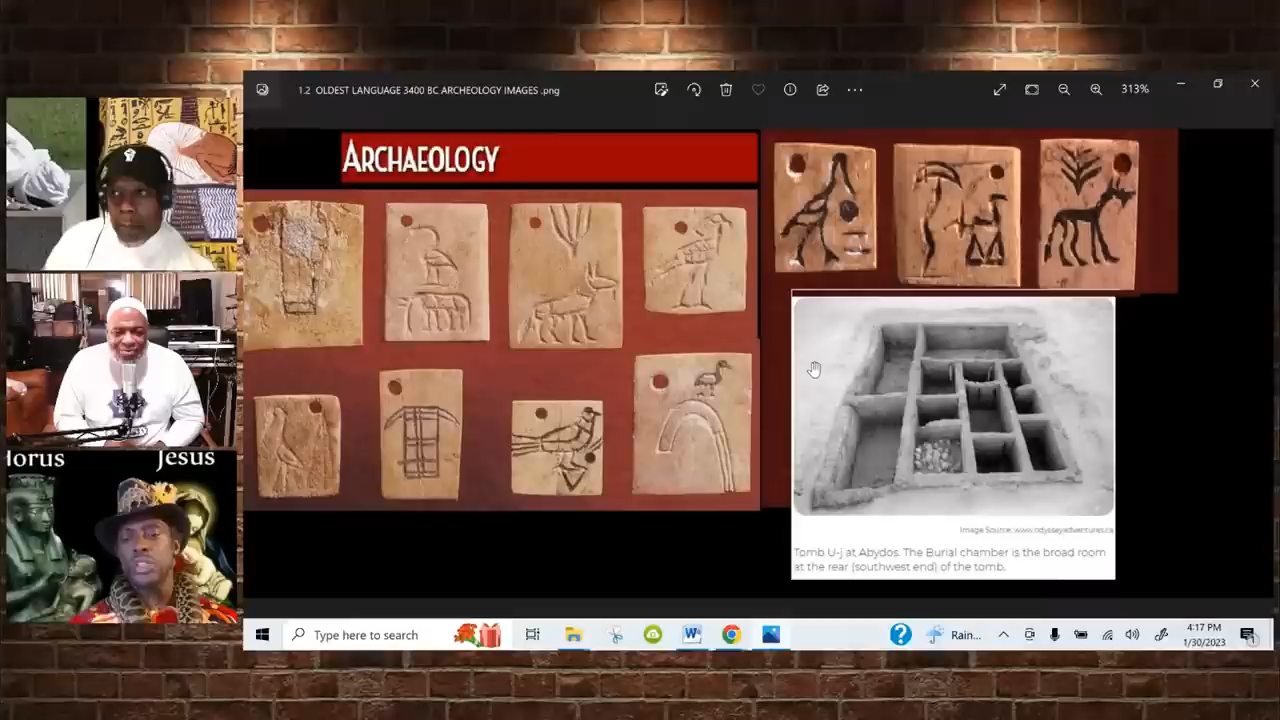 1.2 OLDEST LANGUAGE 3400 BC ARCHEOLOGY IMAGES .png
313%
ARCHAEOLOGY
Horus
Jesus
Image Source: www.odysseyadventures.ca
Tomb U-j at Abydos. The Burial chamber is the broad room
at the rear (southwest end) of the tomb.
Type here to search
Rain...
4:17 PM
1/30/2023